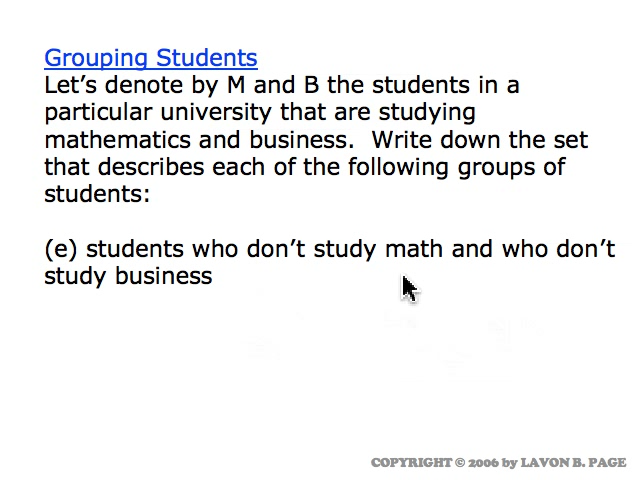 Grouping Students
Let’s denote by M and B the students in a
particular university that are studying
mathematics and business.  Write down the set
that describes each of the following groups of
students:
(e) students who don’t study math and who don’t
study business
COPYRIGHT © 2006 by LAVON B. PAGE